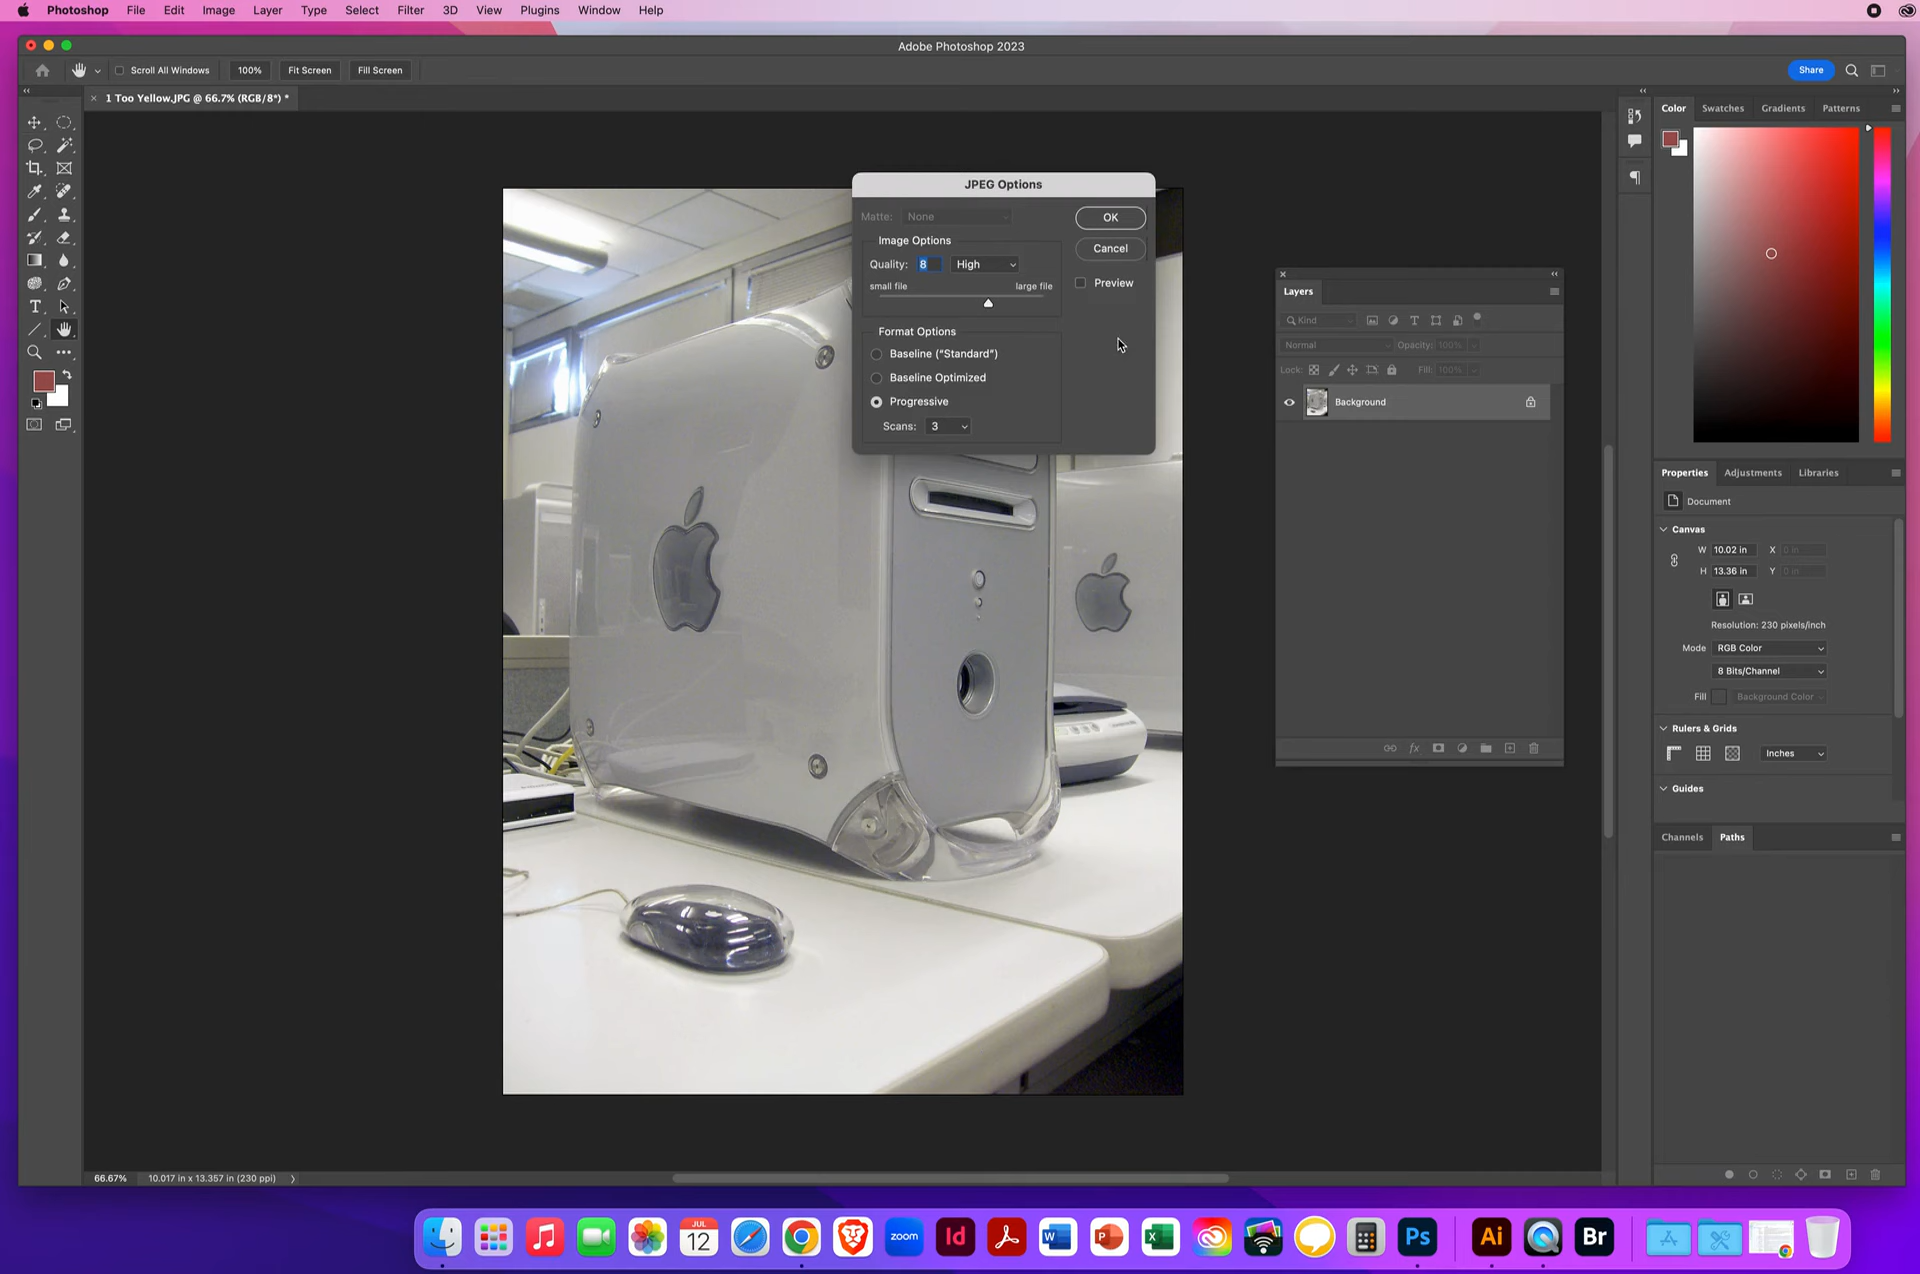 Photoshop File Edit Image Layer Type Select Filter 3D View Plugins Window Help
Adobe Photoshop 2023
Scroll All Windows 100% Fit Screen Fill Screen Share
1 Too Yellow.JPG @ 66.7% (RGB/8*) *
JPEG Options
Matte: None
OK
Image Options
Cancel
Quality: 8 High
small file large file
Preview
Format Options
Baseline ("Standard")
Baseline Optimized
Progressive
Scans: 3
Layers
Kind
Normal Opacity: 100%
Lock: Fill: 100%
Background
Color Swatches Gradients Patterns
Properties Adjustments Libraries
Document
Canvas
W 10.02 in X 0 in
H 13.36 in Y 0 in
Resolution: 230 pixels/inch
Mode RGB Color
8 Bits/Channel
Fill Background Color
Rulers & Grids
Inches
Guides
Channels Paths
66.67% 10.017 in x 13.357 in (230 ppi)
JUL
12
zoom
Id
W
P
X
Ps
Ai
Br